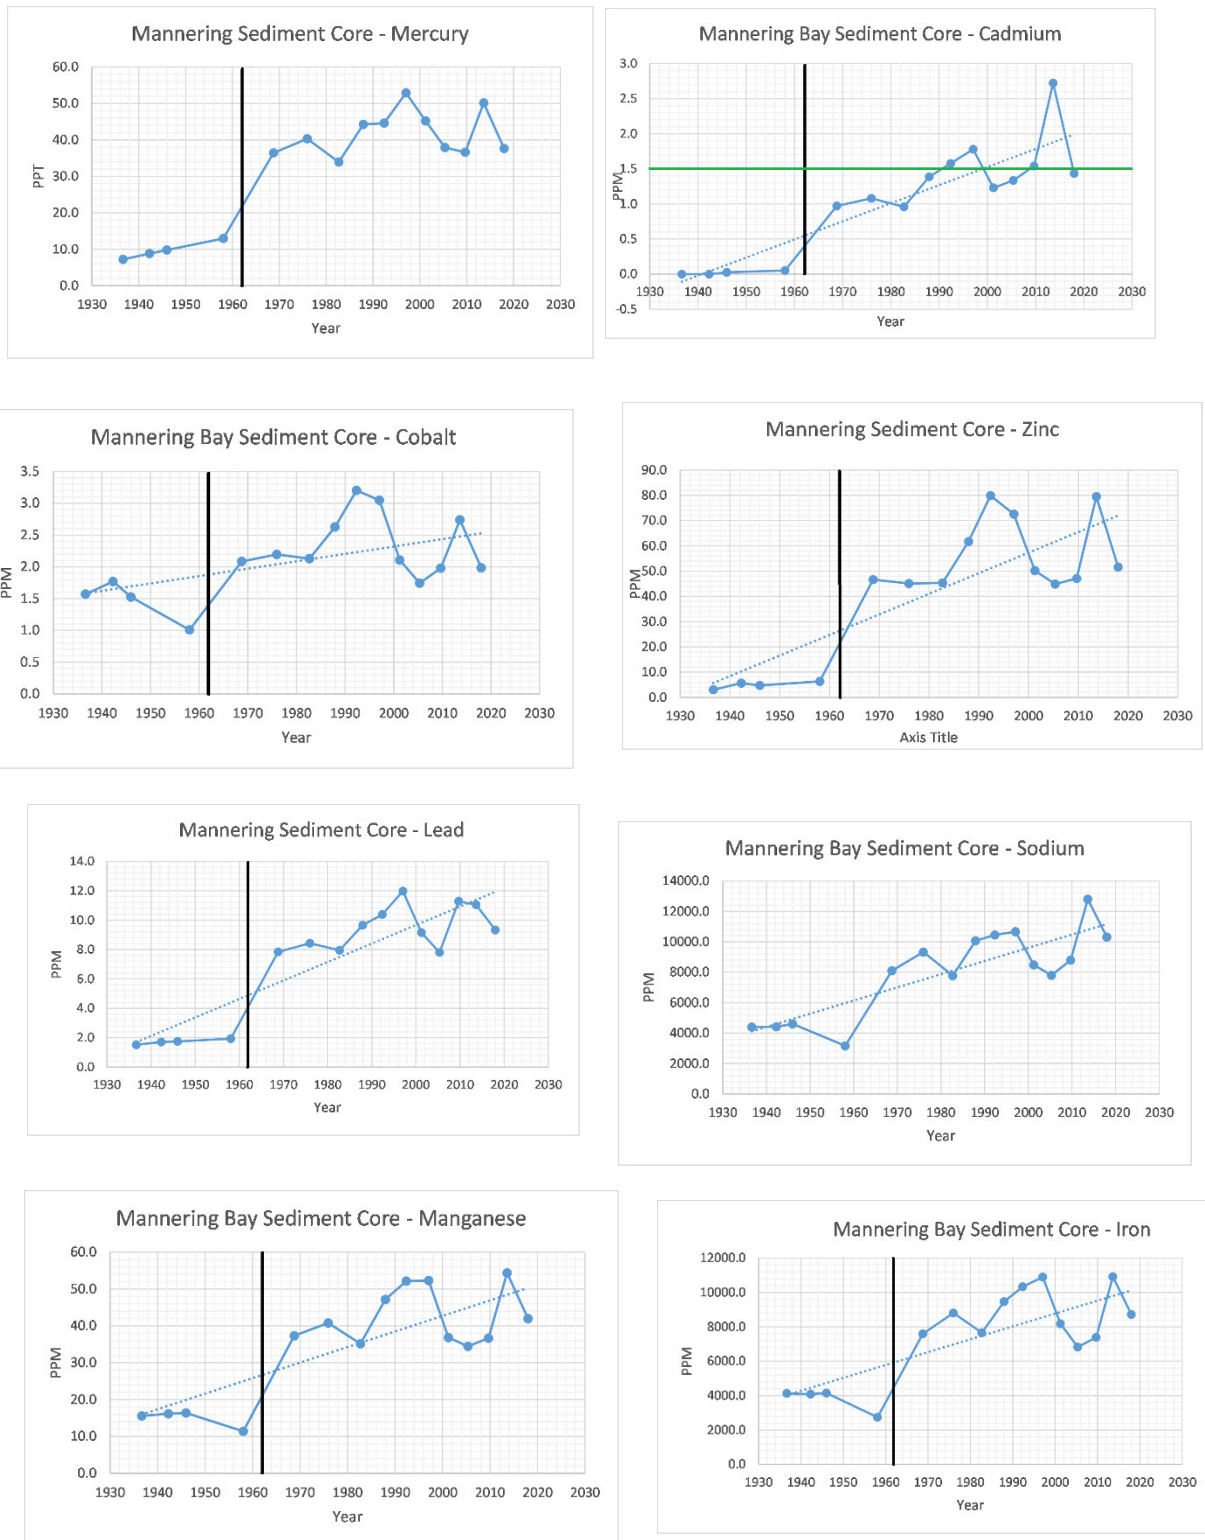 Mannering Sediment Core - Mercury
60.0
50.0
40.0
30.0
20.0
10.0
0.0
PPT
1930 1940 1950 1960 1970 1980 1990 2000 2010 2020 2030
Year
Mannering Bay Sediment Core - Cadmium
3.0
2.5
2.0
1.5
1.0
0.5
0.0
-0.5
PPM
1930 1940 1950 1960 1970 1980 1990 2000 2010 2020 2030
Year
Mannering Bay Sediment Core - Cobalt
3.5
3.0
2.5
2.0
1.5
1.0
0.5
0.0
PPM
1930 1940 1950 1960 1970 1980 1990 2000 2010 2020 2030
Year
Mannering Sediment Core - Zinc
90.0
80.0
70.0
60.0
50.0
40.0
30.0
20.0
10.0
0.0
PPM
1930 1940 1950 1960 1970 1980 1990 2000 2010 2020 2030
Axis Title
Mannering Sediment Core - Lead
14.0
12.0
10.0
8.0
6.0
4.0
2.0
0.0
PPM
1930 1940 1950 1960 1970 1980 1990 2000 2010 2020 2030
Year
Mannering Bay Sediment Core - Sodium
14000.0
12000.0
10000.0
8000.0
6000.0
4000.0
2000.0
0.0
PPM
1930 1940 1950 1960 1970 1980 1990 2000 2010 2020 2030
Year
Mannering Bay Sediment Core - Manganese
60.0
50.0
40.0
30.0
20.0
10.0
0.0
PPM
1930 1940 1950 1960 1970 1980 1990 2000 2010 2020 2030
Year
Mannering Bay Sediment Core - Iron
12000.0
10000.0
8000.0
6000.0
4000.0
2000.0
0.0
PPM
1930 1940 1950 1960 1970 1980 1990 2000 2010 2020 2030
Year